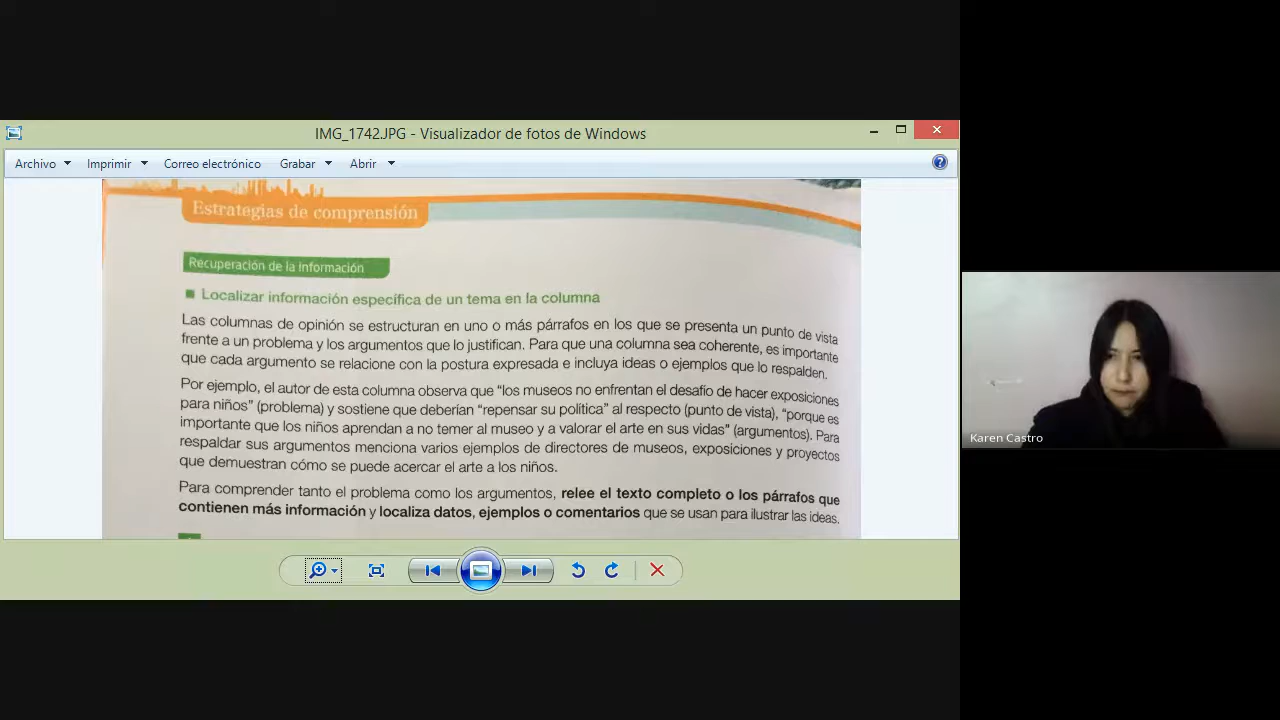 IMG_1742.JPG - Visualizador de fotos de Windows
Archivo Imprimir Correo electrónico Grabar Abrir
Estrategias de comprensión
Recuperación de la información
Localizar información específica de un tema en la columna
Las columnas de opinión se estructuran en uno o más párrafos en los que se presenta un punto de vista
frente a un problema y los argumentos que lo justifican. Para que una columna sea coherente, es importante
que cada argumento se relacione con la postura expresada e incluya ideas o ejemplos que lo respalden.
Por ejemplo, el autor de esta columna observa que “los museos no enfrentan el desafío de hacer exposiciones
para niños” (problema) y sostiene que deberían “repensar su política” al respecto (punto de vista), “porque es
importante que los niños aprendan a no temer al museo y a valorar el arte en sus vidas” (argumentos). Para
respaldar sus argumentos menciona varios ejemplos de directores de museos, exposiciones y proyectos
que demuestran cómo se puede acercar el arte a los niños.
Para comprender tanto el problema como los argumentos, relee el texto completo o los párrafos que
contienen más información y localiza datos, ejemplos o comentarios que se usan para ilustrar las ideas.
Karen Castro